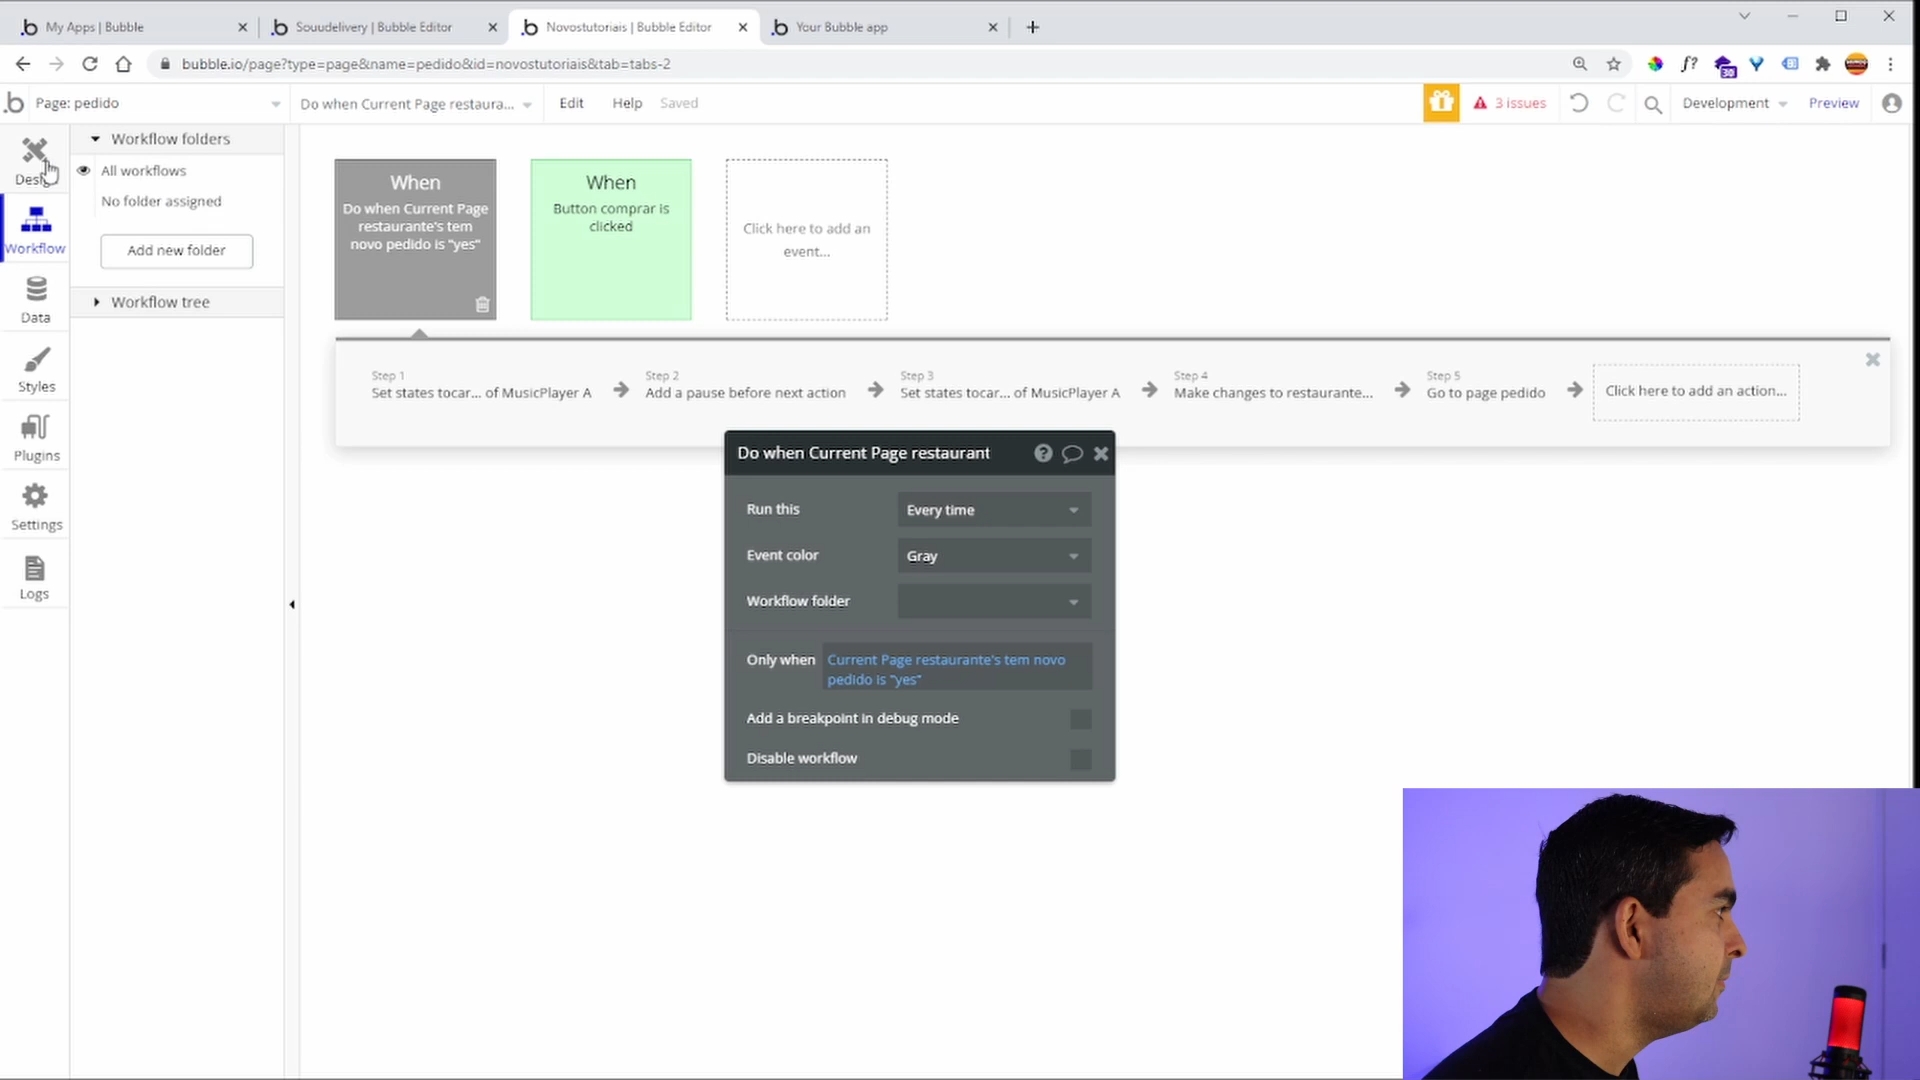 My Apps | Bubble
Souudelivery | Bubble Editor
Novostutoriais | Bubble Editor
Your Bubble app
bubble.io/page?type=page&name=pedido&id=novostutoriais&tab=tabs-2
f?
30
Page: pedido
Do when Current Page restaura...
Edit
Help
Saved
3 issues
Development
Preview
Workflow
Data
Styles
Plugins
Settings
Logs
Workflow folders
All workflows
No folder assigned
Add new folder
Workflow tree
When
Do when Current Page
restaurante's tem
novo pedido is "yes"
When
Button comprar is
clicked
Click here to add an
event...
Step 1
Set states tocar... of MusicPlayer A
Step 2
Add a pause before next action
Step 3
Set states tocar... of MusicPlayer A
Step 4
Make changes to restaurante...
Step 5
Go to page pedido
Click here to add an action...
Do when Current Page restaurant
Run this
Every time
Event color
Gray
Workflow folder
Only when
Current Page restaurante's tem novo
pedido is "yes"
Add a breakpoint in debug mode
Disable workflow